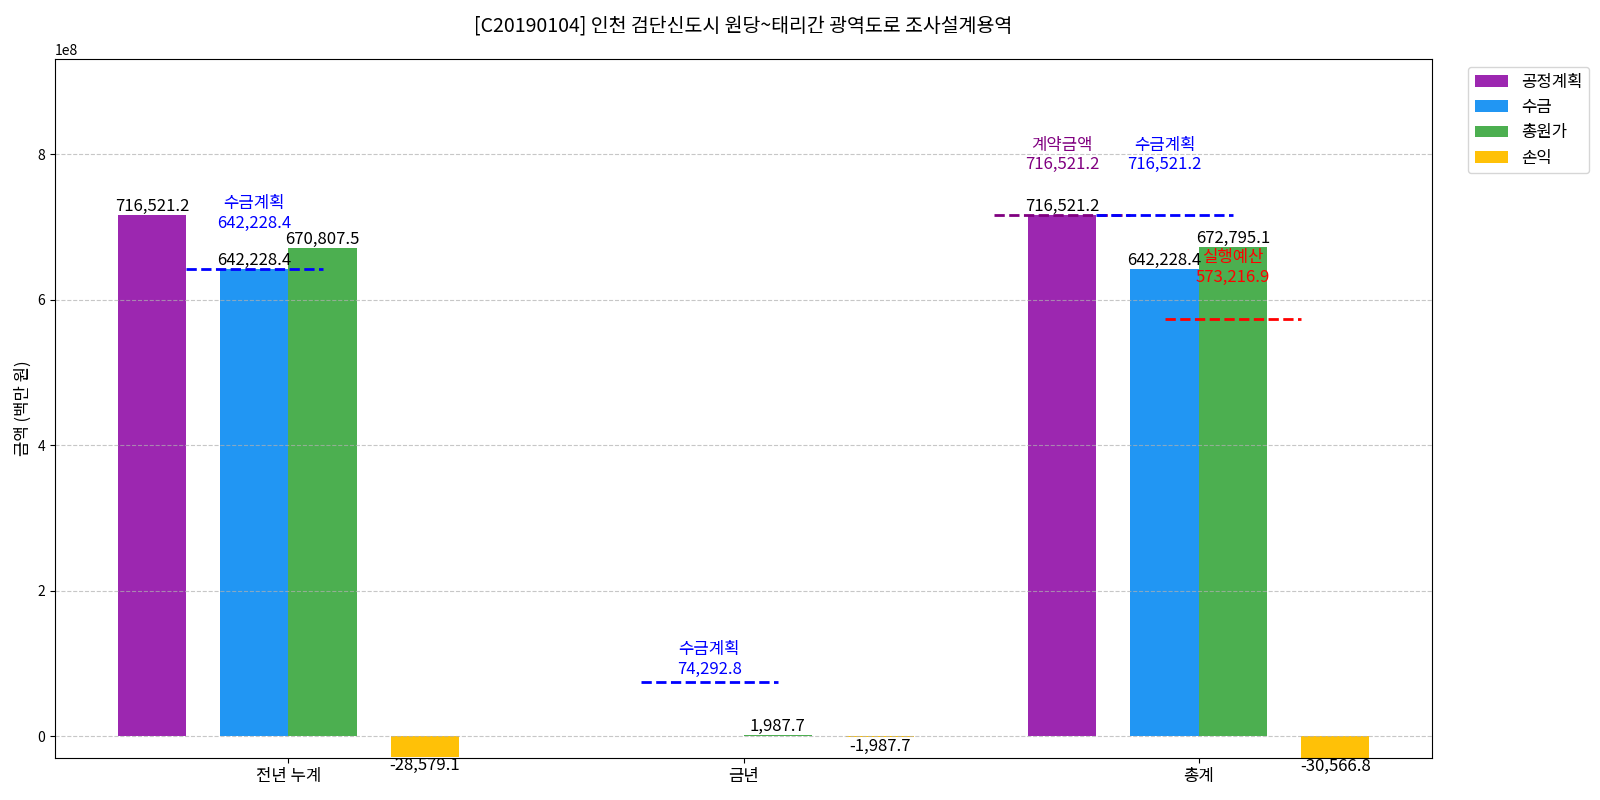 [C20190104] 인천 검단신도시 원당~태리간 광역도로 조사설계용역
1e8
공정계획
수금
총원가
손익
금액 (백만 원)
8
6
4
2
0
716,521.2
수금계획
642,228.4
642,228.4
670,807.5
-28,579.1
수금계획
74,292.8
1,987.7
-1,987.7
계약금액
716,521.2
수금계획
716,521.2
716,521.2
642,228.4
672,795.1
실행예산
573,216.9
-30,566.8
전년 누계
금년
총계